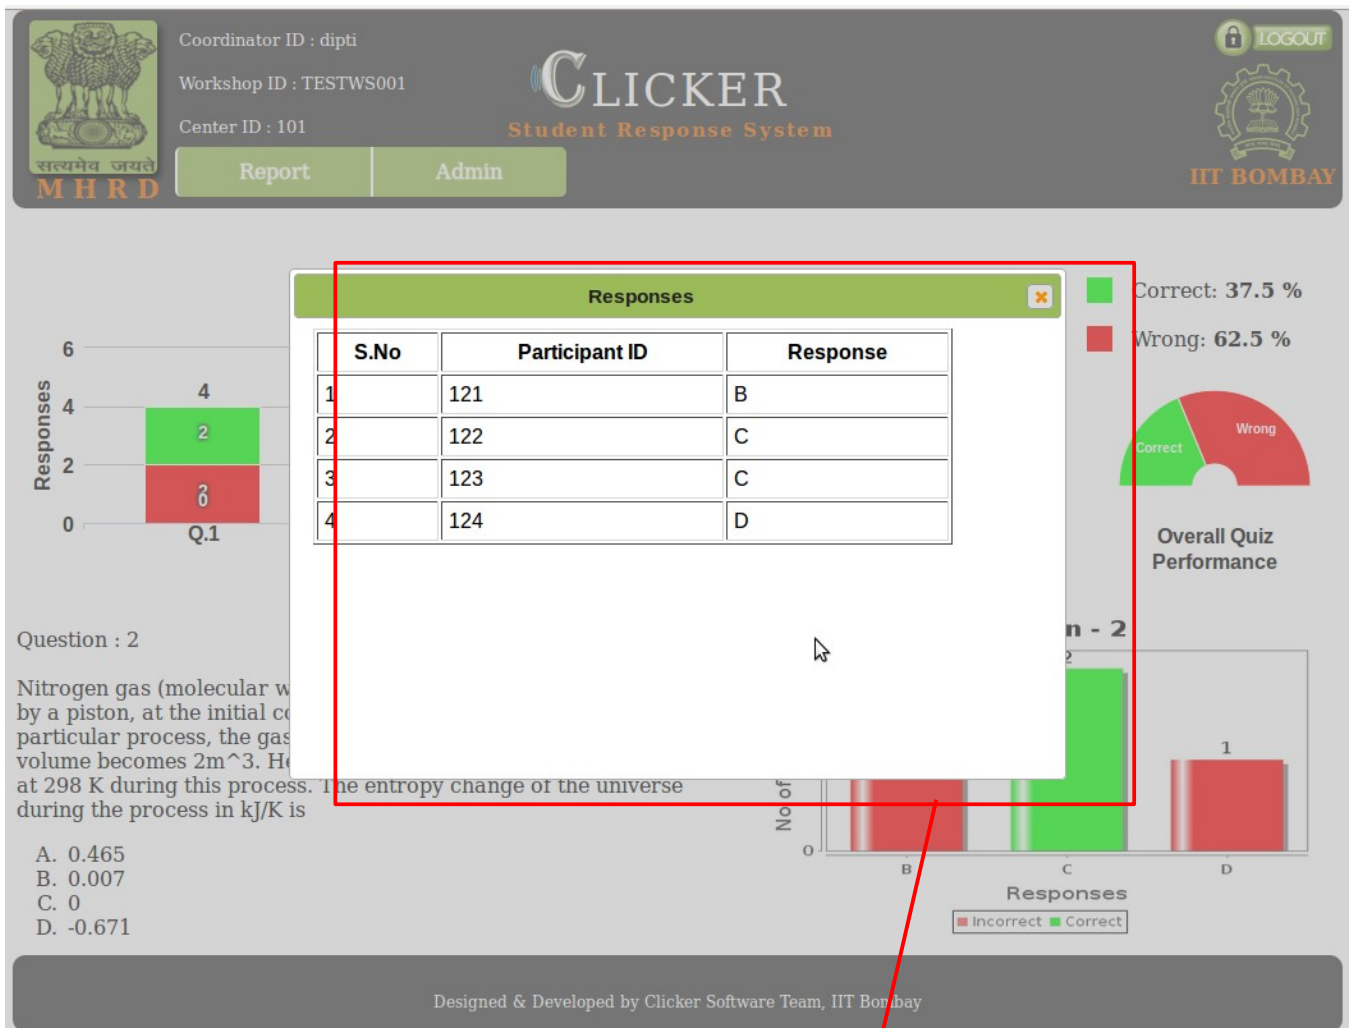 Coordinator ID : dipti
Workshop ID : TESTWS001
Center ID : 101
सत्यमेव जयते
M H R D
Report
Admin
CLICKER
Student Response System
LOGOUT
IIT BOMBAY
Responses
S.No Participant ID Response
1 121 B
2 122 C
3 123 C
4 124 D
Correct: 37.5 %
Wrong: 62.5 %
Correct
Wrong
Overall Quiz
Performance
Responses
6
4
2
0
4
2
Q.1
Question : 2
Nitrogen gas (molecular
by a piston, at the initial
particular process, the gas
volume becomes 2m^3.
at 298 K during this process. The entropy change of the universe
during the process in kJ/K is
A. 0.465
B. 0.007
C. 0
D. -0.671
- 2
2
1
No of
0
B C D
Responses
Incorrect Correct
Designed & Developed by Clicker Software Team, IIT Bombay